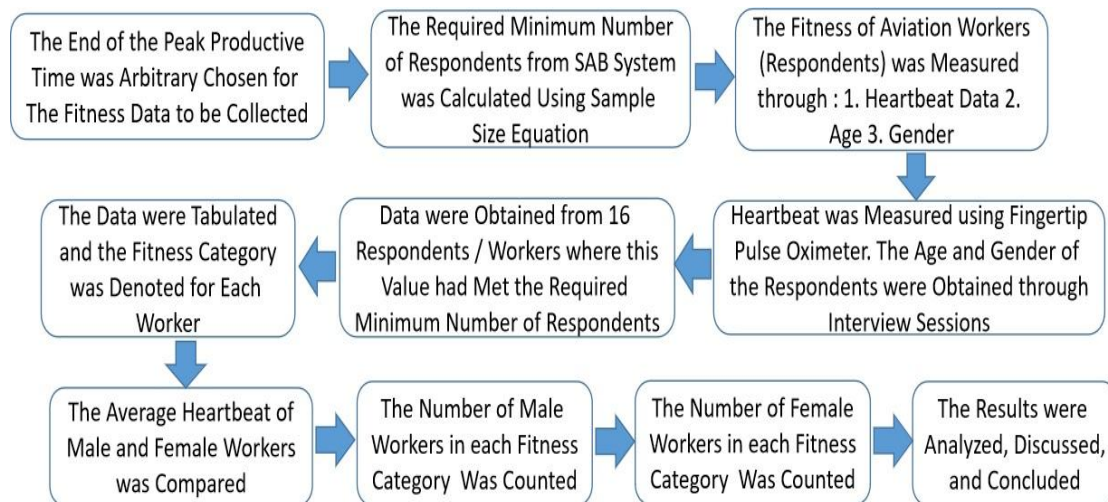 The End of the Peak Productive
Time was Arbitrary Chosen for
The Fitness Data to be Collected
The Required Minimum Number
of Respondents from SAB System
was Calculated Using Sample
Size Equation
The Fitness of Aviation Workers
(Respondents) was Measured
through : 1. Heartbeat Data 2.
Age 3. Gender
Heartbeat was Measured using Fingertip
Pulse Oximeter. The Age and Gender of
the Respondents were Obtained through
Interview Sessions
Data were Obtained from 16
Respondents / Workers where this
Value had Met the Required
Minimum Number of Respondents
The Data were Tabulated
and the Fitness Category
was Denoted for Each
Worker
The Average Heartbeat of
Male and Female Workers
was Compared
The Number of Male
Workers in each Fitness
Category Was Counted
The Number of Female
Workers in each Fitness
Category Was Counted
The Results were
Analyzed, Discussed,
and Concluded